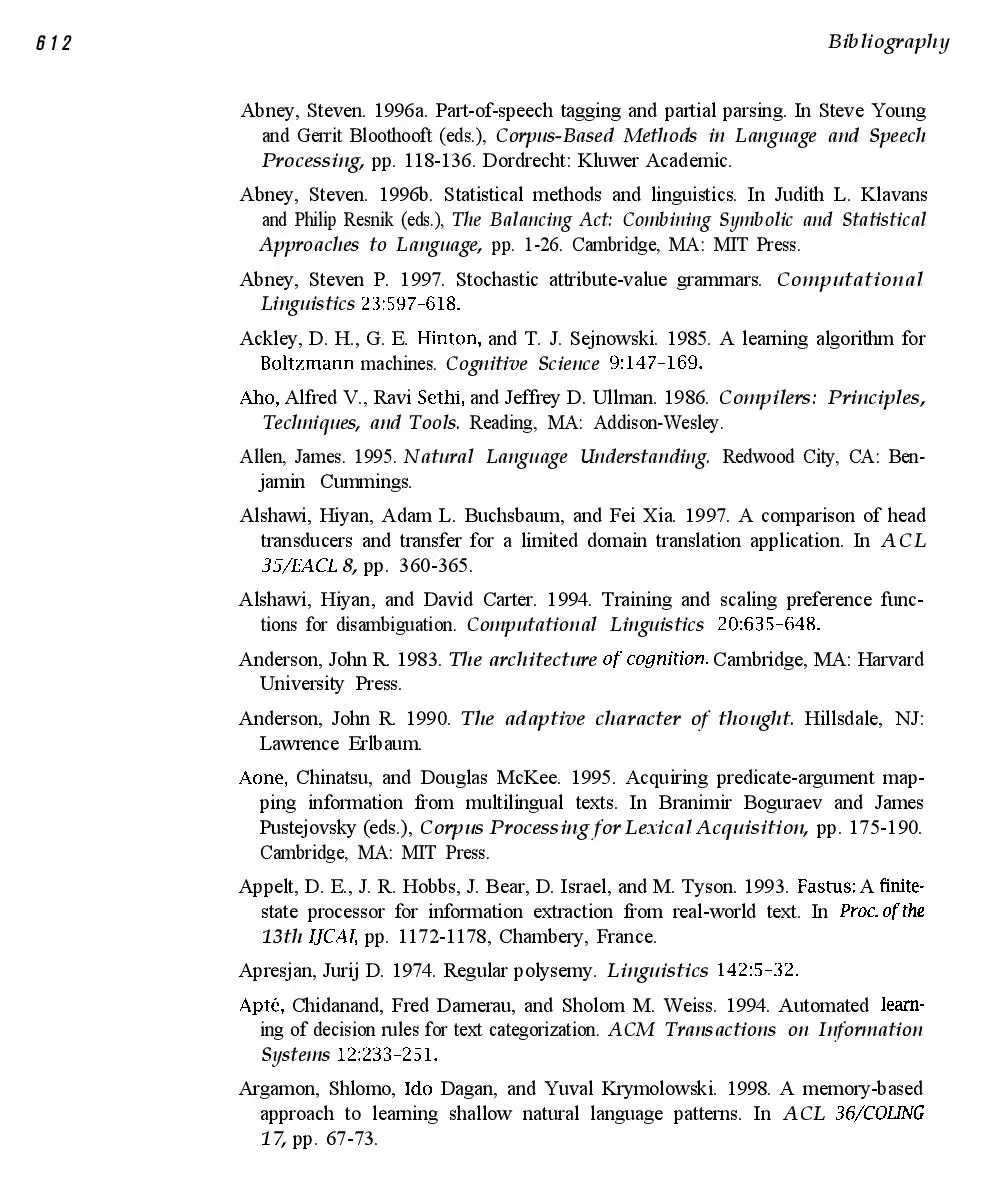 612 Bibliography
Abney, Steven. 1996a. Part-of-speech tagging and partial parsing. In Steve Young
and Gerrit Bloothooft (eds.), Corpus-Based Methods in Language and Speech
Processing, pp. 118-136. Dordrecht: Kluwer Academic.
Abney, Steven. 1996b. Statistical methods and linguistics. In Judith L. Klavans
and Philip Resnik (eds.), The Balancing Act: Combining Symbolic and Statistical
Approaches to Language, pp. 1-26. Cambridge, MA: MIT Press.
Abney, Steven P. 1997. Stochastic attribute-value grammars. Computational
Linguistics 23:597-618.
Ackley, D. H., G. E. Hinton, and T. J. Sejnowski. 1985. A learning algorithm for
Boltzmann machines. Cognitive Science 9:147-169.
Aho, Alfred V., Ravi Sethi, and Jeffrey D. Ullman. 1986. Compilers: Principles,
Techniques, and Tools. Reading, MA: Addison-Wesley.
Allen, James. 1995. Natural Language Understanding. Redwood City, CA: Ben-
jamin Cummings.
Alshawi, Hiyan, Adam L. Buchsbaum, and Fei Xia. 1997. A comparison of head
transducers and transfer for a limited domain translation application. In ACL
35/EACL 8, pp. 360-365.
Alshawi, Hiyan, and David Carter. 1994. Training and scaling preference func-
tions for disambiguation. Computational Linguistics 20:635-648.
Anderson, John R. 1983. The architecture of cognition. Cambridge, MA: Harvard
University Press.
Anderson, John R. 1990. The adaptive character of thought. Hillsdale, NJ:
Lawrence Erlbaum.
Aone, Chinatsu, and Douglas McKee. 1995. Acquiring predicate-argument map-
ping information from multilingual texts. In Branimir Boguraev and James
Pustejovsky (eds.), Corpus Processing for Lexical Acquisition, pp. 175-190.
Cambridge, MA: MIT Press.
Appelt, D. E., J. R. Hobbs, J. Bear, D. Israel, and M. Tyson. 1993. Fastus: A finite-
state processor for information extraction from real-world text. In Proc. of the
13th IJCAI, pp. 1172-1178, Chambery, France.
Apresjan, Jurij D. 1974. Regular polysemy. Linguistics 142:5-32.
Apté, Chidanand, Fred Damerau, and Sholom M. Weiss. 1994. Automated learn-
ing of decision rules for text categorization. ACM Transactions on Information
Systems 12:233-251.
Argamon, Shlomo, Ido Dagan, and Yuval Krymolowski. 1998. A memory-based
approach to learning shallow natural language patterns. In ACL 36/COLING
17, pp. 67-73.